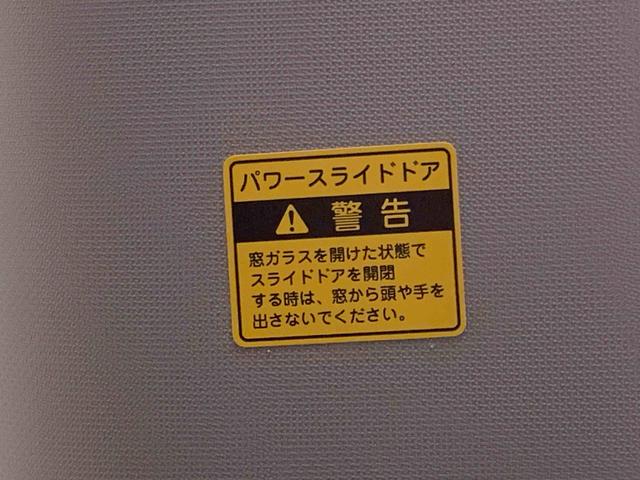 パワースライドドア
警告
窓ガラスを開けた状態で
スライドドアを開閉
する時は、窓から頭や手を
出さないでください。